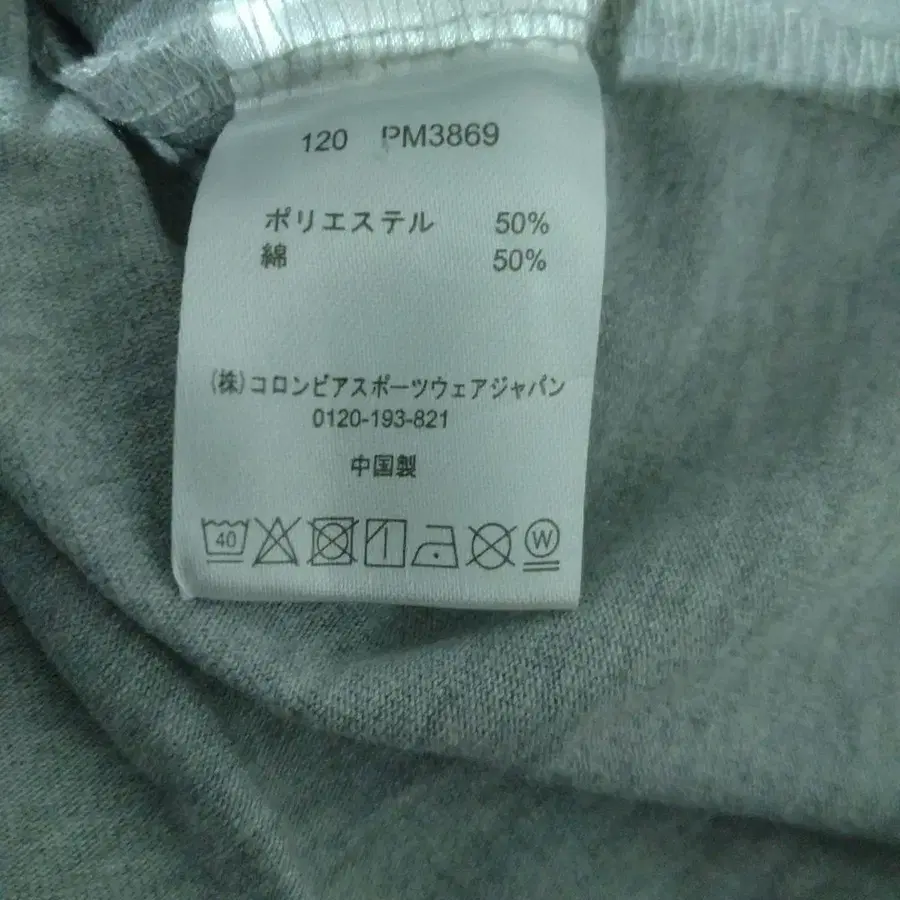 120 PM3869
ポリエステル 50%
綿 50%
(株)コロンビアスポーツウェアジャパン
0120-193-821
中国製
40 W